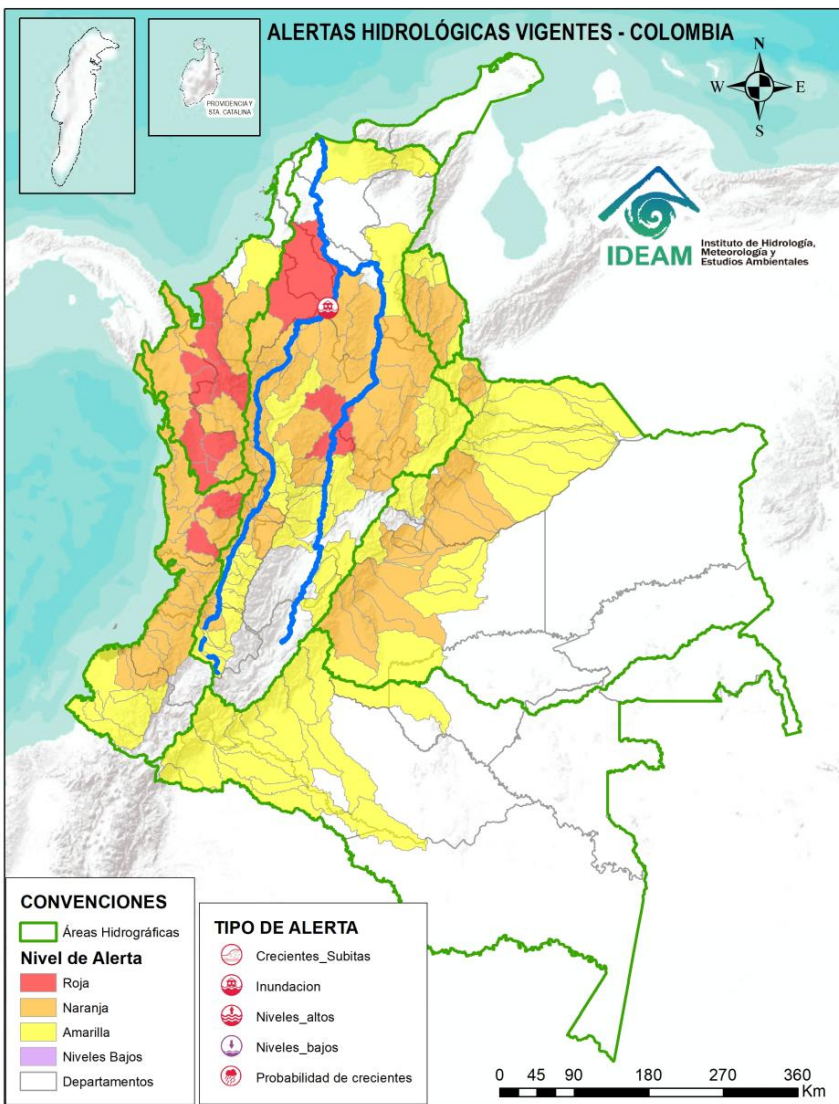 ALERTAS HIDROLÓGICAS VIGENTES - COLOMBIA
PROVIDENCIA Y
STA. CATALINA
N
W E
S
IDEAM
Instituto de Hidrología,
Meteorología y
Estudios Ambientales
CONVENCIONES
Áreas Hidrográficas
Nivel de Alerta
Roja
Naranja
Amarilla
Niveles Bajos
Departamentos
TIPO DE ALERTA
Crecientes_Subitas
Inundacion
Niveles_altos
Niveles_bajos
Probabilidad de crecientes
0 45 90 180 270 360
Km